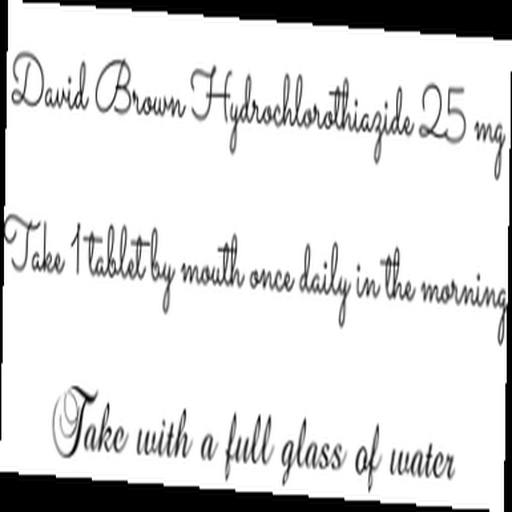 David Brown Hydrochlorothiazide 25 mg
Take 1 tablet by mouth once daily in the morning
Take with a full glass of water